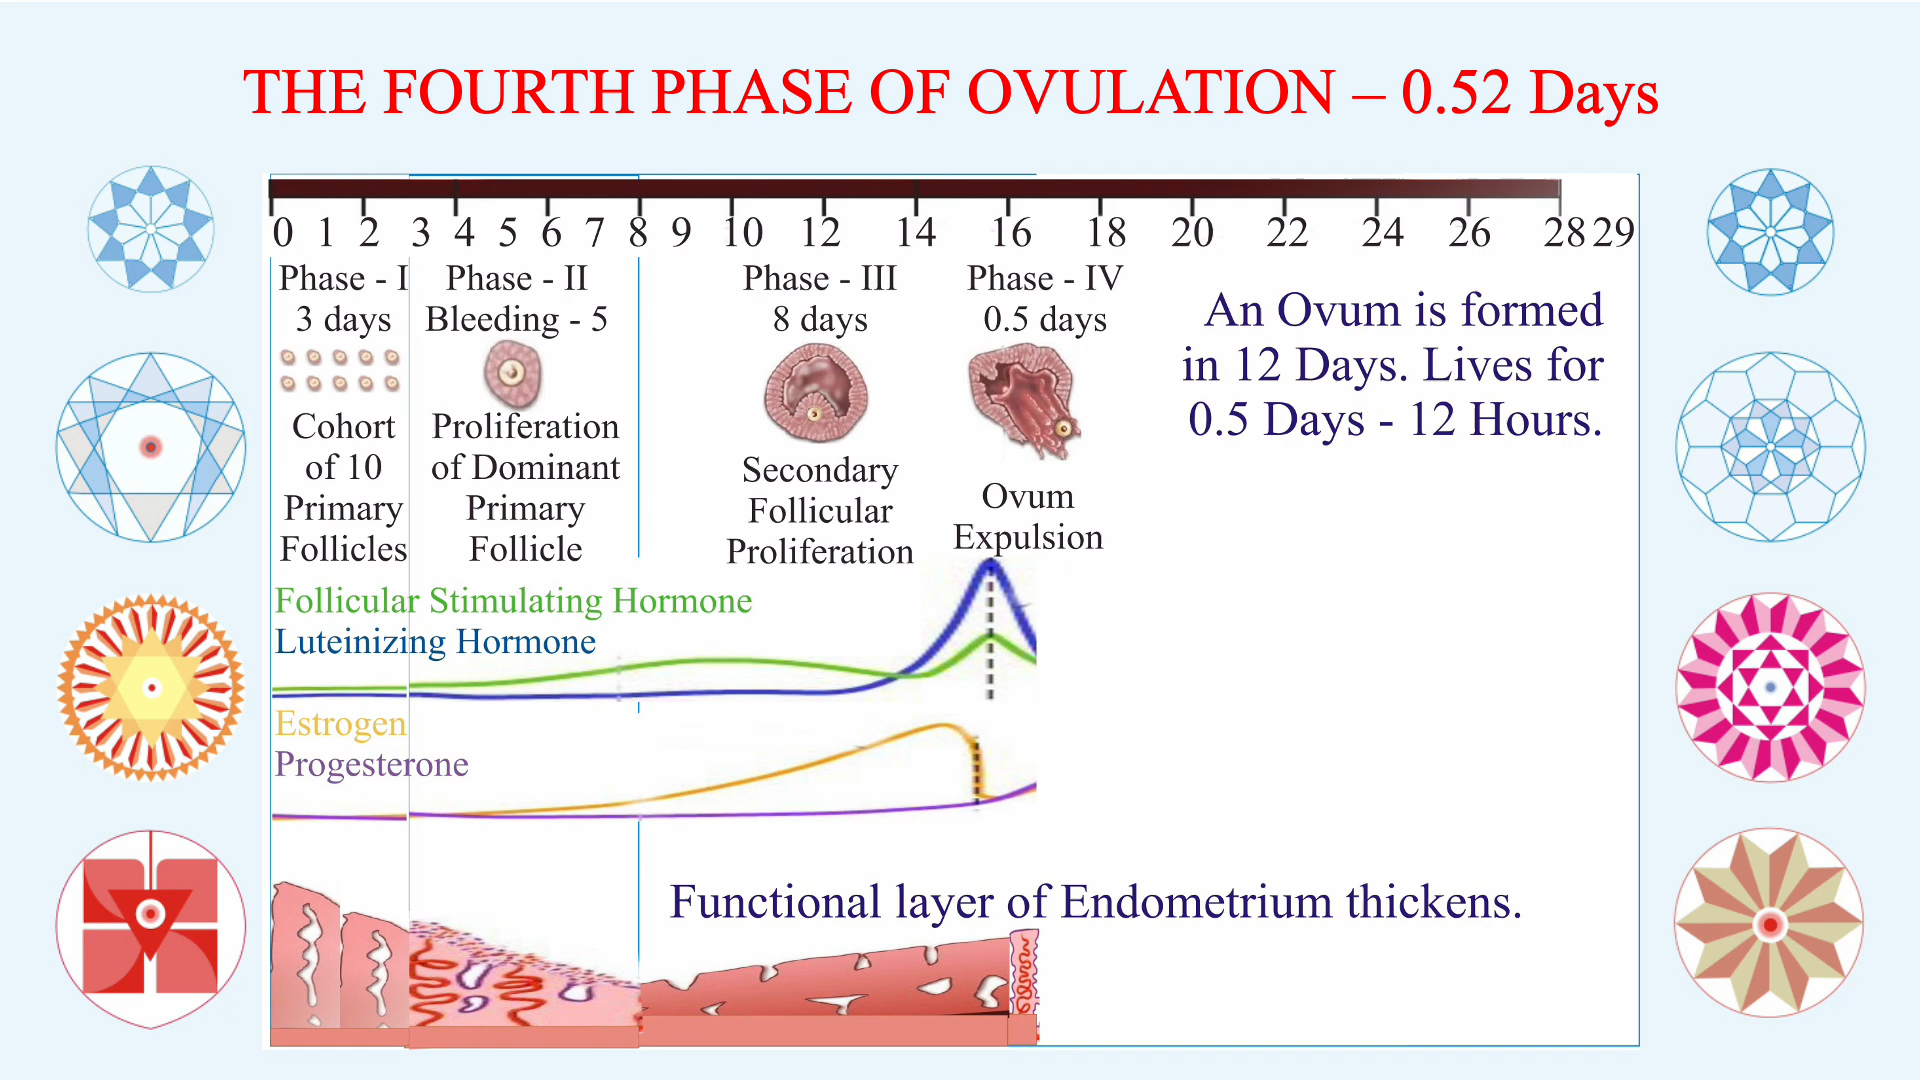 THE FOURTH PHASE OF OVULATION – 0.52 Days
0 1 2 3 4 5 6 7 8 9 10 12 14 16 18 20 22 24 26 28 29
Phase - I
3 days
Cohort
of 10
Primary
Follicles
Phase - II
Bleeding - 5
Proliferation
of Dominant
Primary
Follicle
Phase - III
8 days
Secondary
Follicular
Proliferation
Phase - IV
0.5 days
Ovum
Expulsion
An Ovum is formed
in 12 Days. Lives for
0.5 Days - 12 Hours.
Follicular Stimulating Hormone
Luteinizing Hormone
Estrogen
Progesterone
Functional layer of Endometrium thickens.